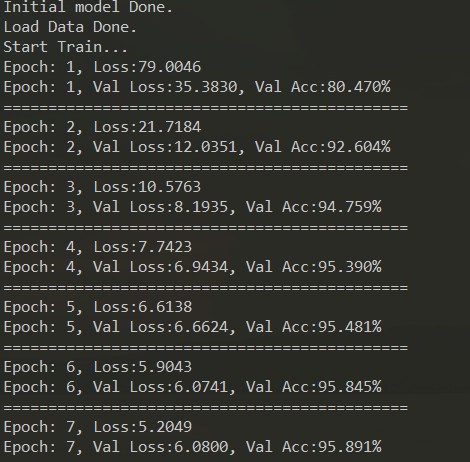 Initial model Done.
Load Data Done.
Start Train...
Epoch: 1, Loss:79.0046
Epoch: 1, Val Loss:35.3830, Val Acc:80.470%
=============================================
Epoch: 2, Loss:21.7184
Epoch: 2, Val Loss:12.0351, Val Acc:92.604%
=============================================
Epoch: 3, Loss:10.5763
Epoch: 3, Val Loss:8.1935, Val Acc:94.759%
=============================================
Epoch: 4, Loss:7.7423
Epoch: 4, Val Loss:6.9434, Val Acc:95.390%
=============================================
Epoch: 5, Loss:6.6138
Epoch: 5, Val Loss:6.6624, Val Acc:95.481%
=============================================
Epoch: 6, Loss:5.9043
Epoch: 6, Val Loss:6.0741, Val Acc:95.845%
=============================================
Epoch: 7, Loss:5.2049
Epoch: 7, Val Loss:6.0800, Val Acc:95.891%